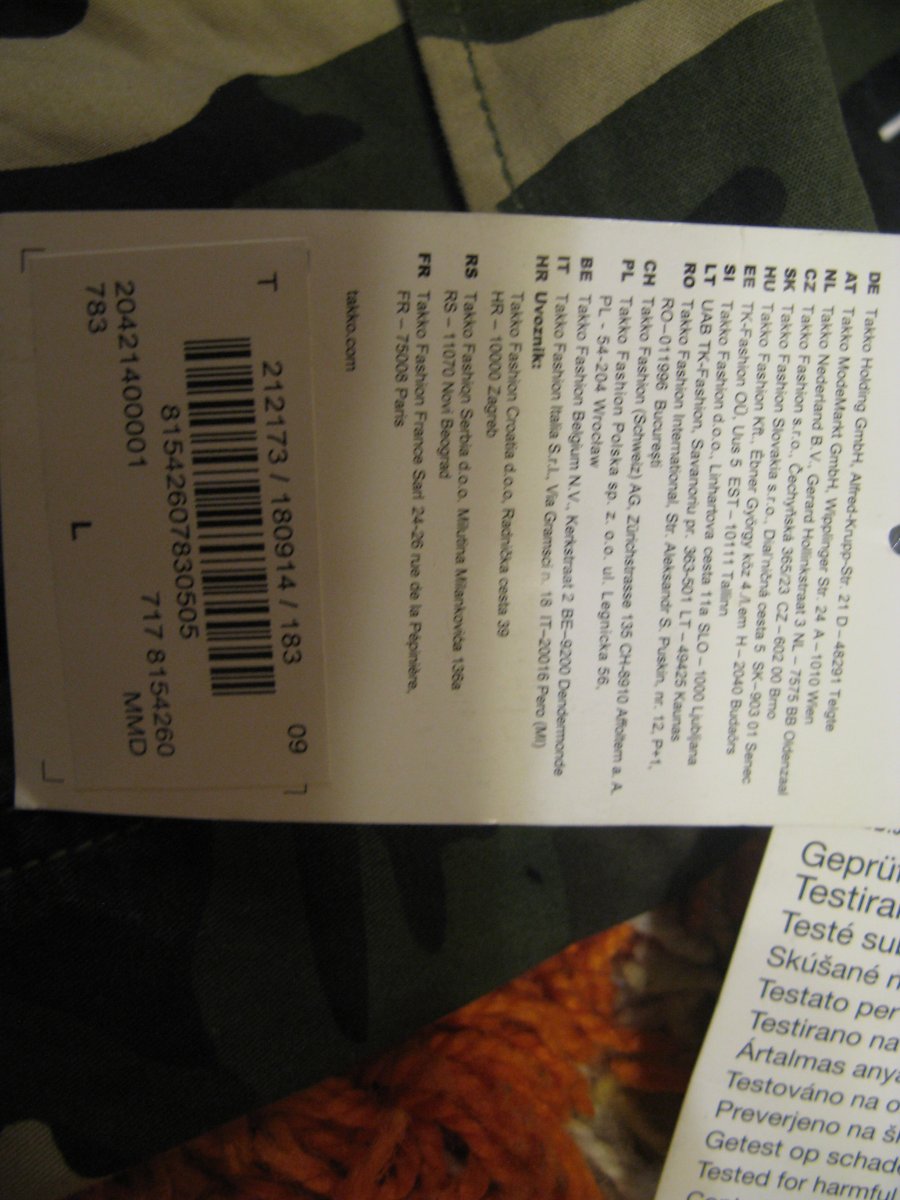 DE Takko Holding GmbH, Alfred-Krupp-Str. 21 D–48291 Telgte
AT Takko ModeMarkt GmbH, Wipplinger Str. 24 A–1010 Wien
NL Takko Nederland B.V., Gerard Hollinkstraat 3 NL – 7575 BB Oldenzaal
CZ Takko Fashion s.r.o., Čechyňská 365/23 CZ – 602 00 Brno
SK Takko Fashion Slovakia s.r.o., Diaľničná cesta 5 SK–903 01 Senec
HU Takko Fashion Kft., Ébner György köz 4./I.em H – 2040 Budaörs
EE TK-Fashion OÜ, Uus 5 EST – 10111 Tallinn
SI Takko Fashion d.o.o., Linhartova cesta 11a SLO – 1000 Ljubljana
LT UAB TK-Fashion, Savanoriu pr. 363-501 LT – 49425 Kaunas
RO Takko Fashion International, Str. Aleksandr S. Puskin, nr. 12, P+1,
RO–011996 București
CH Takko Fashion (Schweiz) AG, Zürichstrasse 135 CH-8910 Affoltern a. A.
PL Takko Fashion Polska sp. z. o.o. ul. Legnicka 56,
PL - 54-204 Wrocław
BE Takko Fashion Belgium N.V., Kerkstraat 2 BE–9200 Dendermonde
IT Takko Fashion Italia S.r.l., Via Gramsci n. 18 IT–20016 Pero (MI)
HR Uvoznik:
Takko Fashion Croatia d.o.o, Radnička cesta 39
HR – 10000 Zagreb
RS Takko Fashion Serbia d.o.o. Milutina Milankovića 136a
RS – 11070 Novi Beograd
FR Takko Fashion France Sarl 24-26 rue de la Pépinière,
FR – 75008 Paris
takko.com
T 212173 / 180914 / 183 09
8154260783050​5
717 8154260
2042140001 MMD
783 L
Geprüf
Testiran
Testé sub
Skúšané n
Testato per
Testirano na
Ártalmas anya
Testováno na o
Preverjeno na š
Getest op schade
Tested for harmful